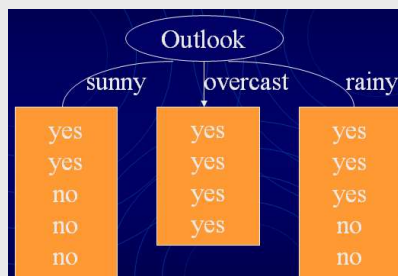 Outlook
sunny overcast rainy
yes yes yes
yes yes yes
no yes yes
no yes no
no no